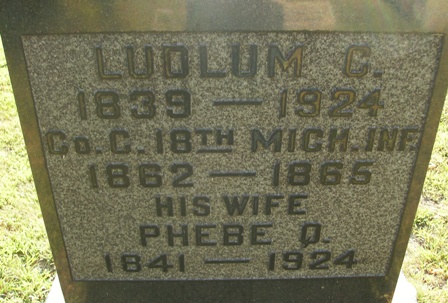 LUDLUM C.
1839 — 1924
CO. C. 18TH MICH. INF.
1862 — 1865
HIS WIFE
PHEBE Q.
1841 — 1924